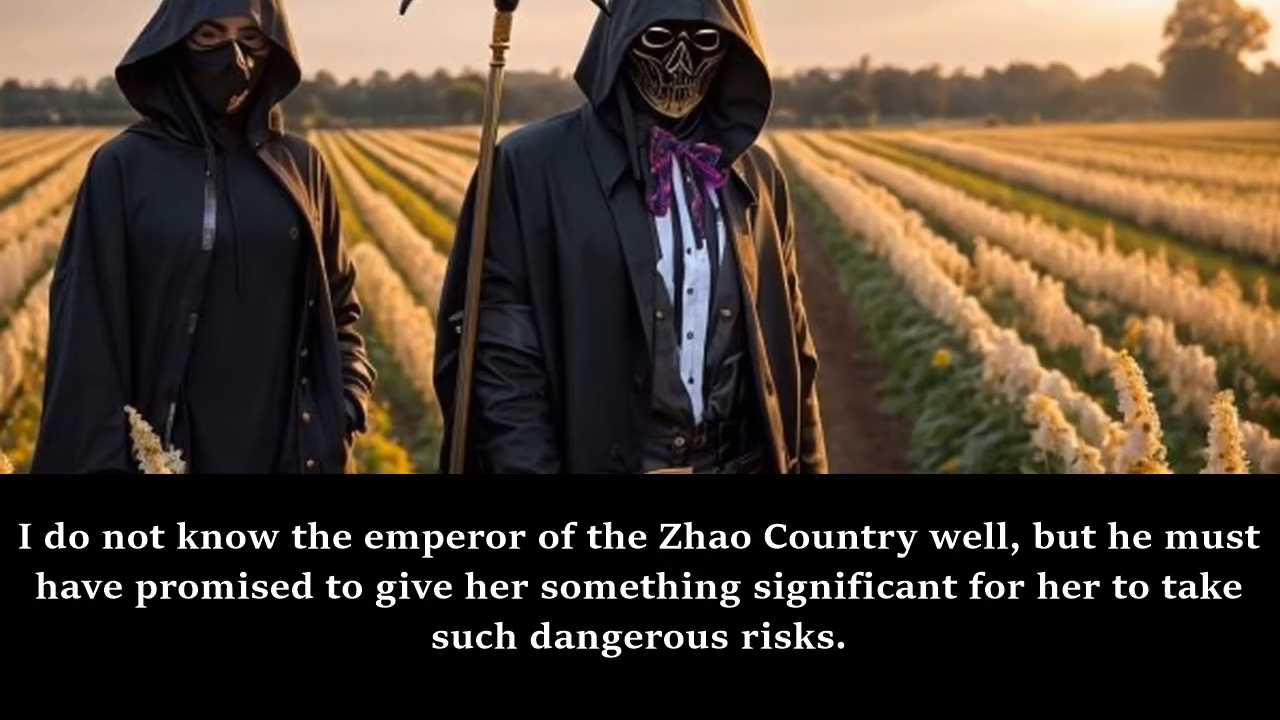 I do not know the emperor of the Zhao Country well, but he must
have promised to give her something significant for her to take
such dangerous risks.